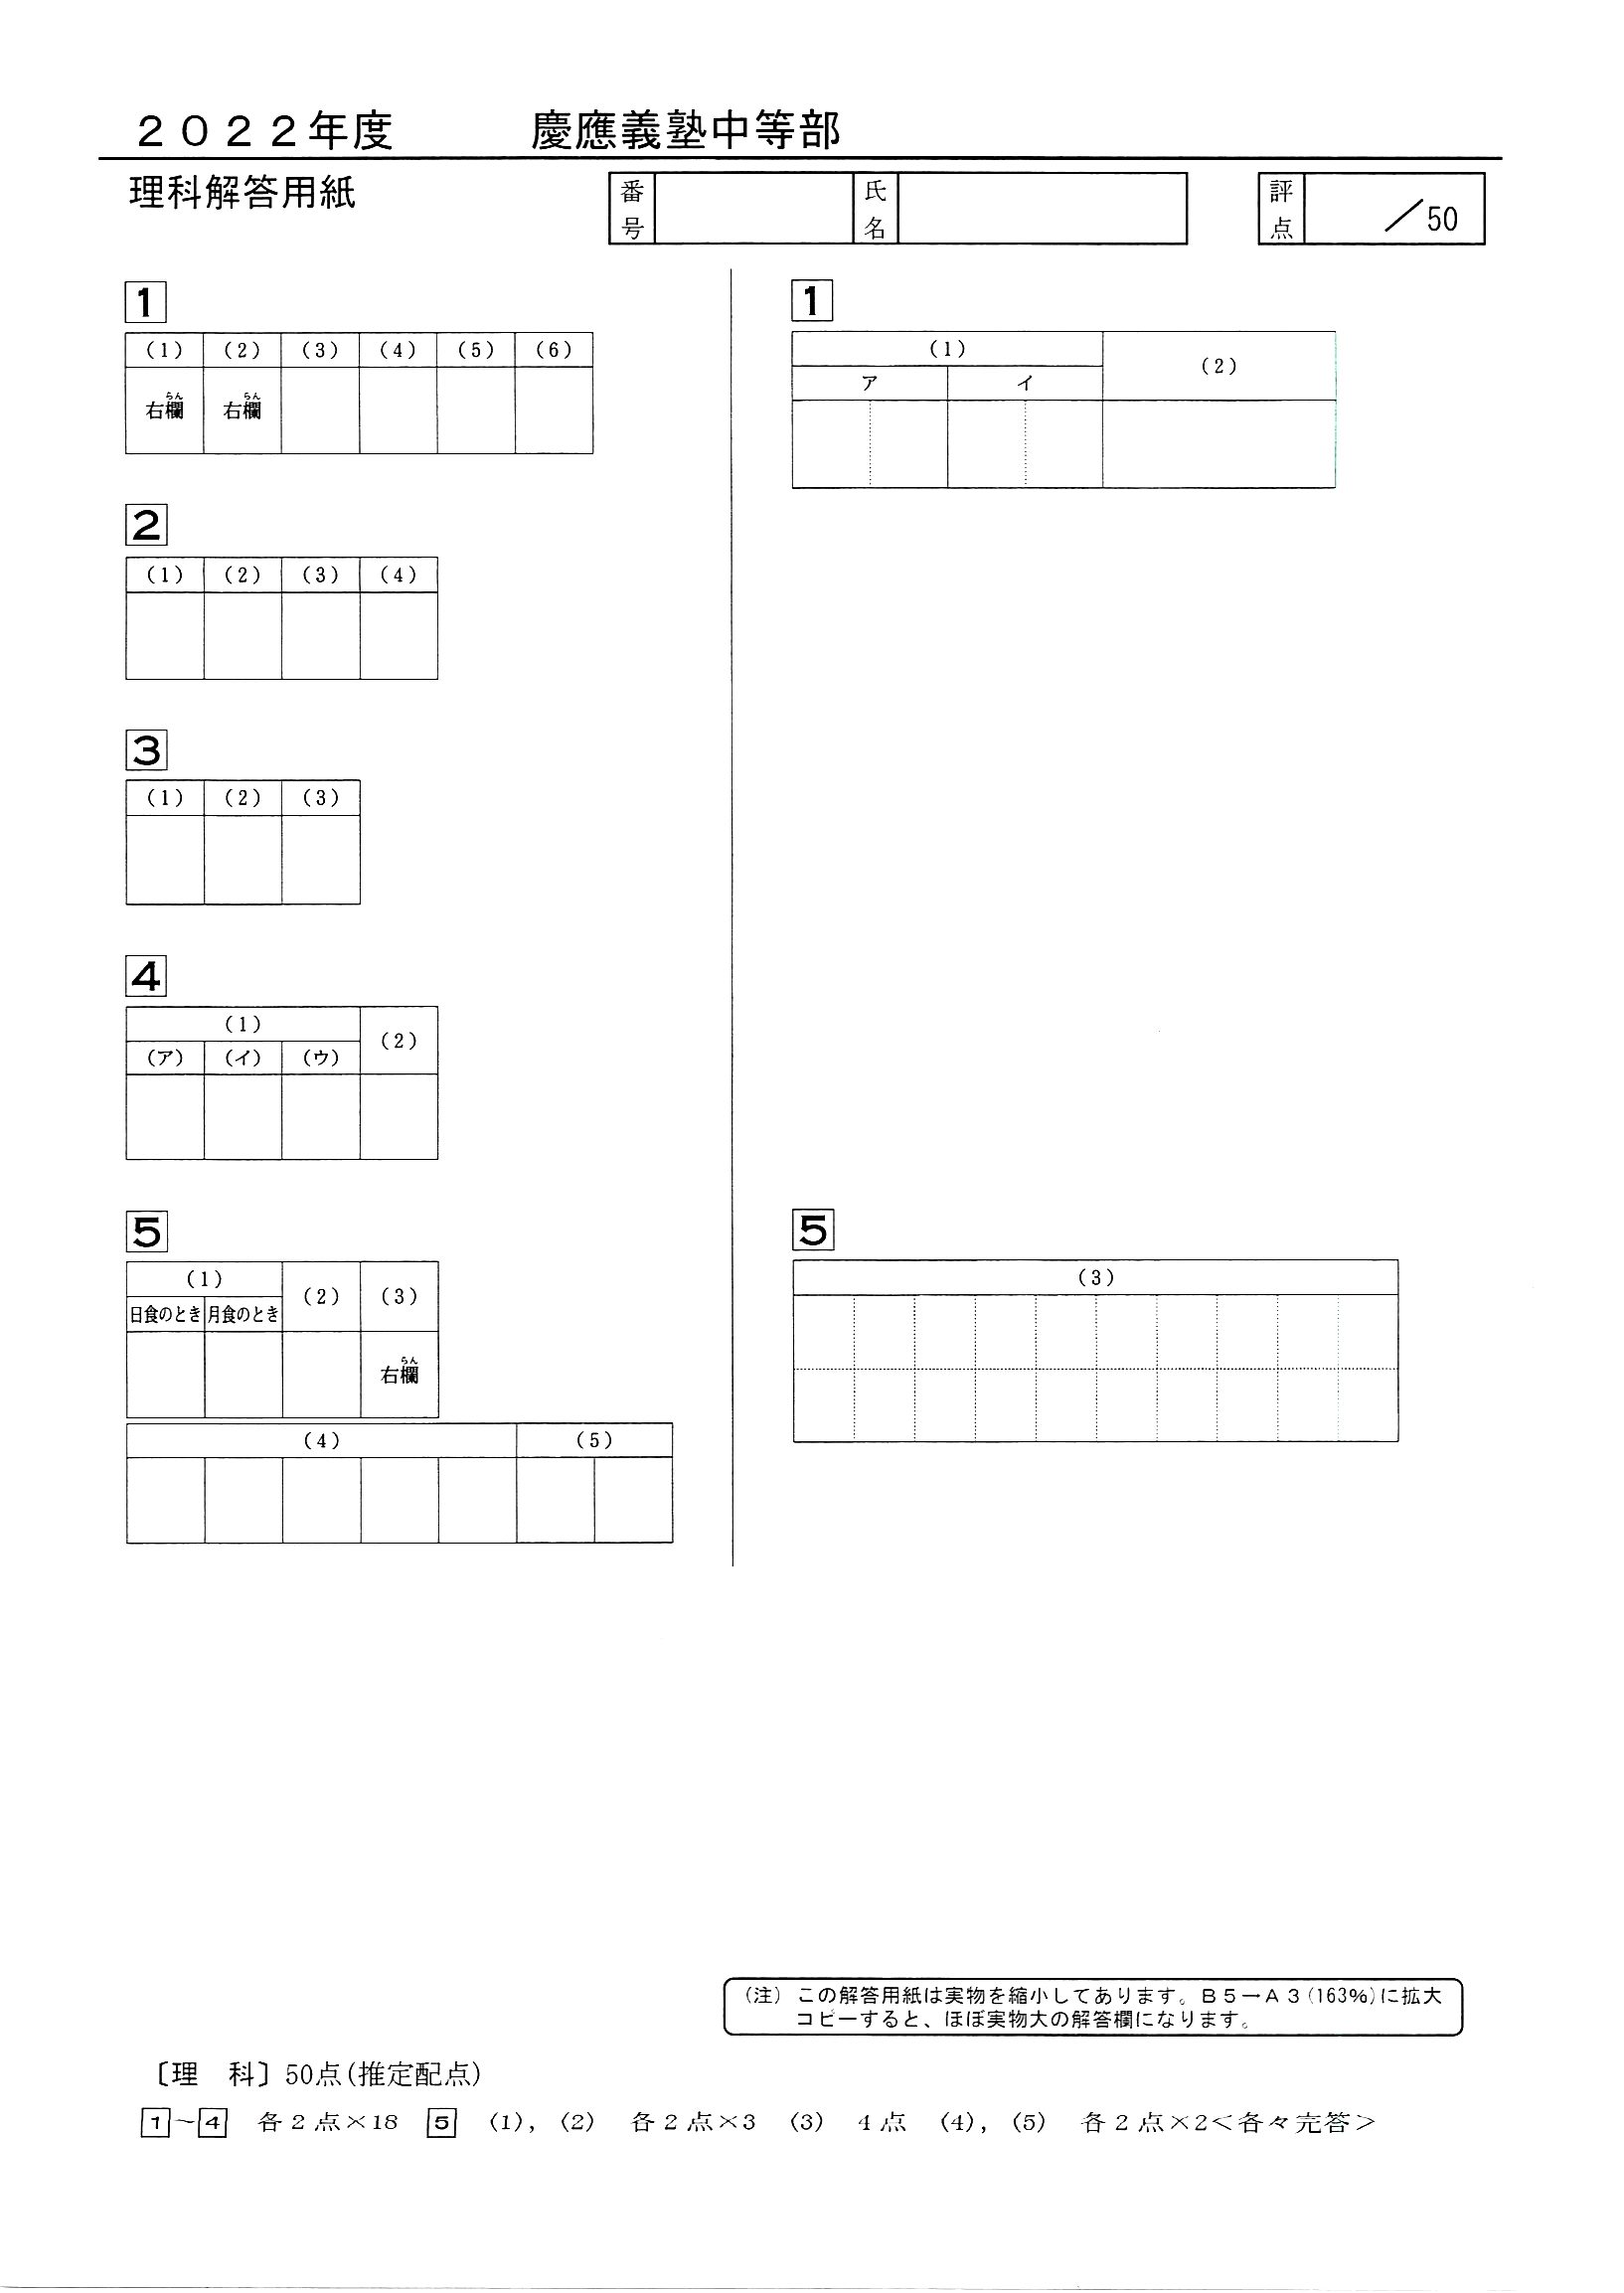 ２０２２年度　慶應義塾中等部
理科解答用紙
番号
氏名
評点
／50
1
(1) (2) (3) (4) (5) (6)
右欄 らん 右欄 らん
2
(1) (2) (3) (4)
3
(1) (2) (3)
4
(1) (2)
(ア) (イ) (ウ)
5
(1) (2) (3)
日食のとき 月食のとき
右欄 らん
(4) (5)
1
(1) (2)
ア イ
5
(3)
(注) この解答用紙は実物を縮小してあります。Ｂ５→Ａ３(163%)に拡大
コピーすると、ほぼ実物大の解答欄になります。
〔理　科〕50点(推定配点)
1～4　各２点×18　5　(1)，(2)　各２点×3　(3)　4点　(4)，(5)　各２点×2＜各々完答＞